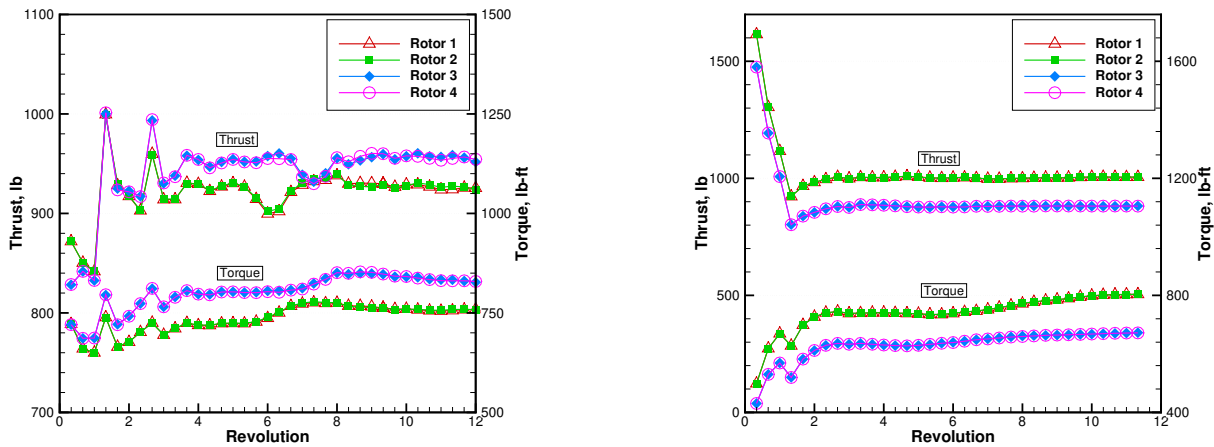 1100
1000
900
800
700
Thrust, lb
1500
1250
1000
750
500
Torque, lb-ft
0 2 4 6 8 10 12
Revolution
Rotor 1
Rotor 2
Rotor 3
Rotor 4
Thrust
Torque
1500
1000
500
0
Thrust, lb
1600
1200
800
400
Torque, lb-ft
0 2 4 6 8 10 12
Revolution
Rotor 1
Rotor 2
Rotor 3
Rotor 4
Thrust
Torque